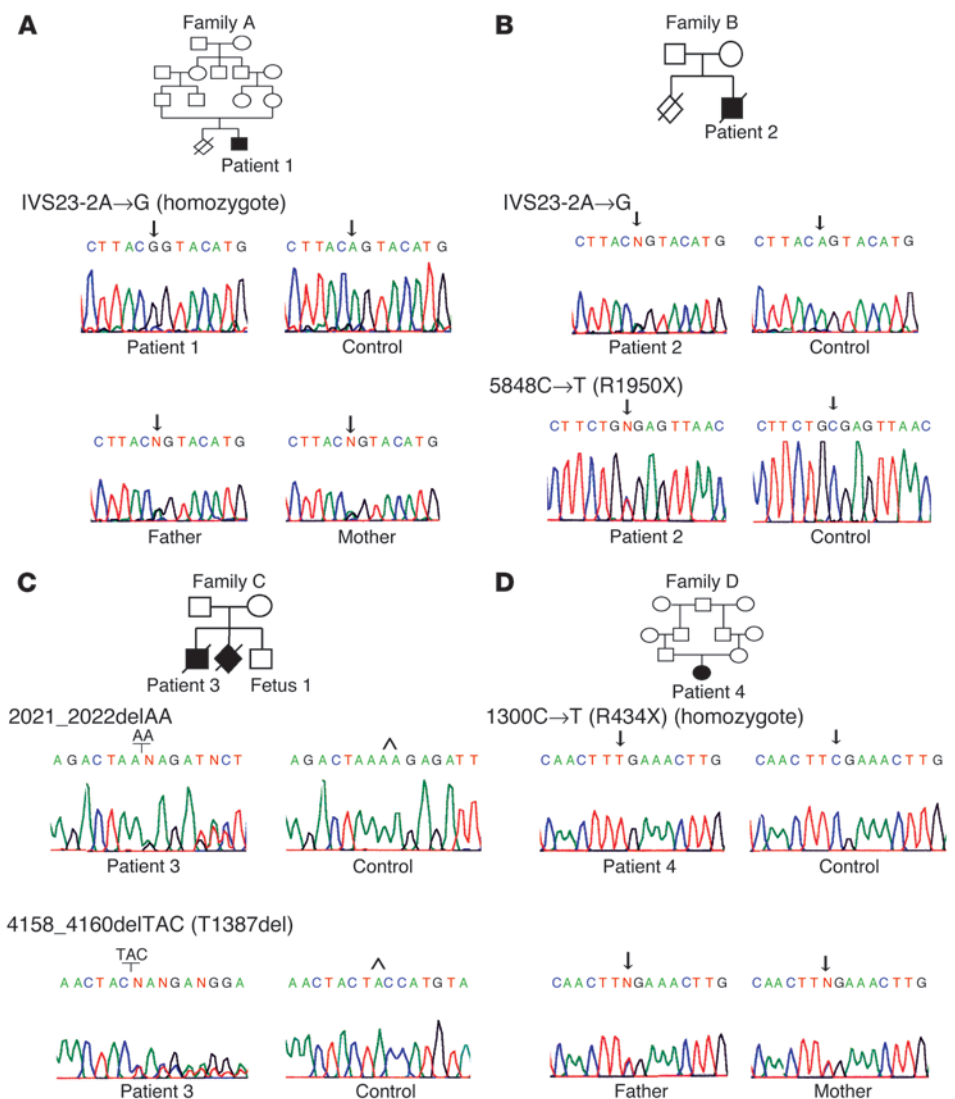 A
Family A
Patient 1
IVS23-2A→G (homozygote)
CTTACGGTACATG
CTTACAGTACATG
Patient 1
Control
CTTACNGTACATG
CTTACNGTACATG
Father
Mother
B
Family B
Patient 2
IVS23-2A→G
CTTACNGTACATG
CTTACAGTACATG
Patient 2
Control
5848C→T (R1950X)
CTTCTGNGAGTTAAC
CTTCTGCGAGTTAAC
Patient 2
Control
C
Family C
Patient 3
Fetus 1
2021_2022delAA
AA
AGACTAANAGATNCT
AGACTAAAAGAGATT
Patient 3
Control
4158_4160delTAC (T1387del)
TAC
AACTACNANGANGGA
AACTACTACCATGTA
Patient 3
Control
D
Family D
Patient 4
1300C→T (R434X) (homozygote)
CAACTTTGAAACTTG
CAACTTCGAAACTTG
Patient 4
Control
CAACTTNGAAACTTG
CAACTTNGAAACTTG
Father
Mother